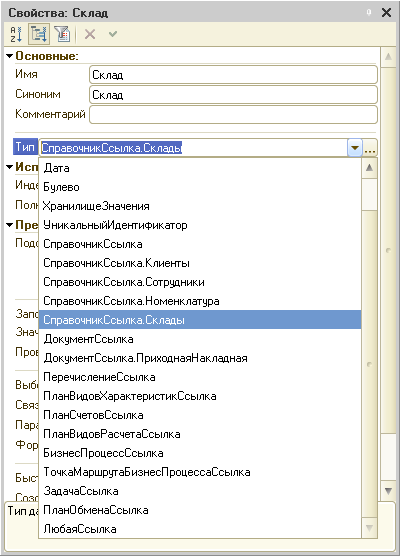 Свойства: Склад
Основные:
Имя Склад
Синоним Склад
Комментарий
Тип СправочникСсылка.Склады ...
Дата
Булево
ХранилищеЗначения
УникальныйИдентификатор
СправочникСсылка
СправочникСсылка.Клиенты
СправочникСсылка.Сотрудники
СправочникСсылка.Номенклатура
СправочникСсылка.Склады
ДокументСсылка
ДокументСсылка.ПриходнаяНакладная
ПеречислениеСсылка
ПланВидовХарактеристикСсылка
ПланСчетовСсылка
ПланВидовРасчетаСсылка
БизнесПроцессСсылка
ТочкаМаршрутаБизнесПроцессаСсылка
ЗадачаСсылка
ПланОбменаСсылка
ЛюбаяСсылка
Исп
Инде
Полн
Пре
Подс
Запо
Знач
Пров
Выбо
Связ
Пара
Фор
Быст
Созд
Тип да